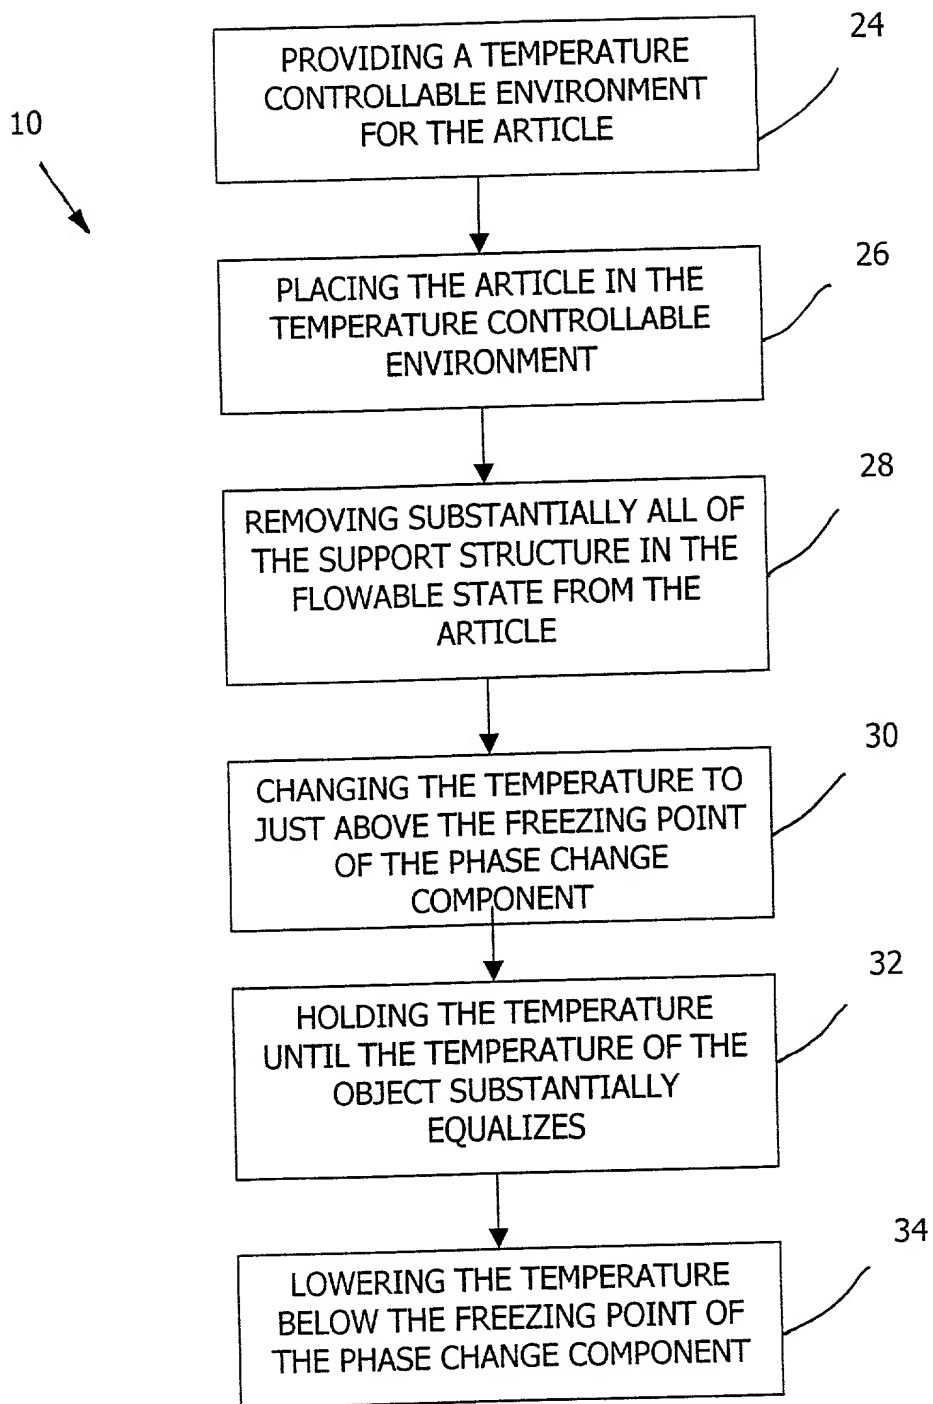 24
PROVIDING A TEMPERATURE
CONTROLLABLE ENVIRONMENT
FOR THE ARTICLE
10
26
PLACING THE ARTICLE IN THE
TEMPERATURE CONTROLLABLE
ENVIRONMENT
28
REMOVING SUBSTANTIALLY ALL OF
THE SUPPORT STRUCTURE IN THE
FLOWABLE STATE FROM THE
ARTICLE
30
CHANGING THE TEMPERATURE TO
JUST ABOVE THE FREEZING POINT
OF THE PHASE CHANGE
COMPONENT
32
HOLDING THE TEMPERATURE
UNTIL THE TEMPERATURE OF THE
OBJECT SUBSTANTIALLY
EQUALIZES
34
LOWERING THE TEMPERATURE
BELOW THE FREEZING POINT OF
THE PHASE CHANGE COMPONENT